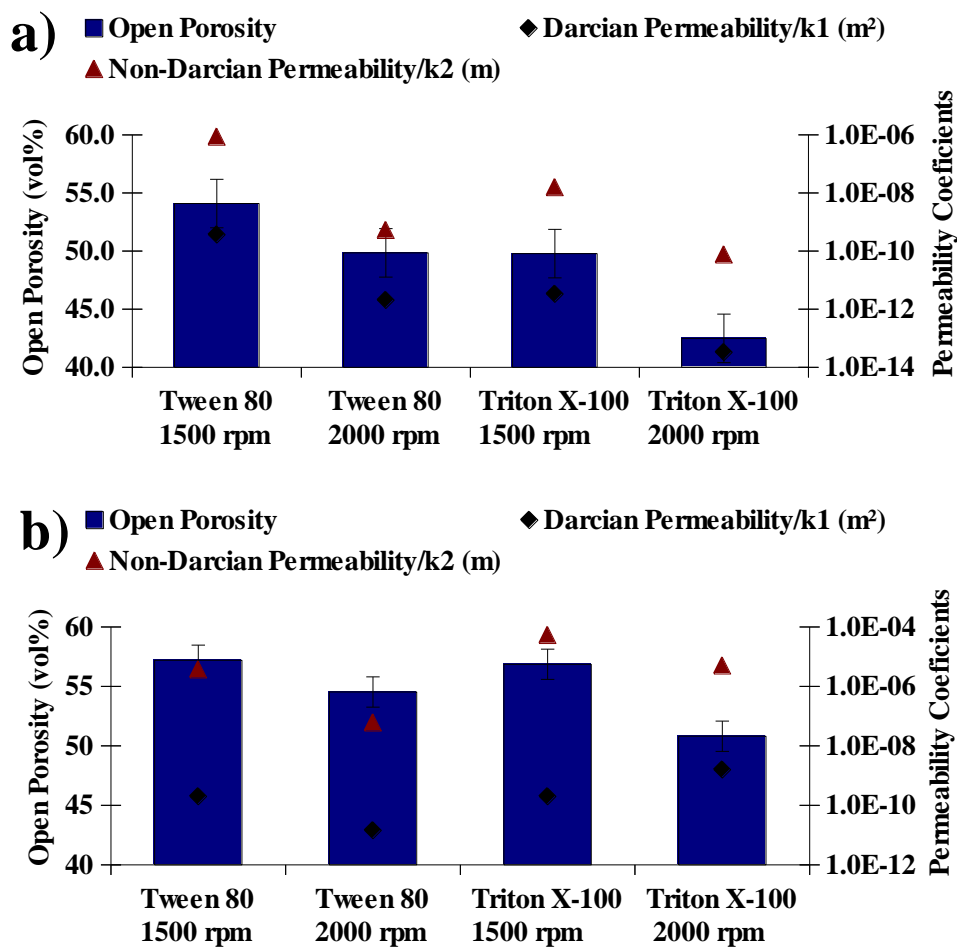 a)
Open Porosity
Darcian Permeability/k1 (m²)
Non-Darcian Permeability/k2 (m)
Open Porosity (vol%)
60.0
55.0
50.0
45.0
40.0
1.0E-06
1.0E-08
1.0E-10
1.0E-12
1.0E-14
Permeability Coeficients
Tween 80
1500 rpm
Tween 80
2000 rpm
Triton X-100
1500 rpm
Triton X-100
2000 rpm
b)
Open Porosity
Darcian Permeability/k1 (m²)
Non-Darcian Permeability/k2 (m)
Open Porosity (vol%)
60
55
50
45
40
1.0E-04
1.0E-06
1.0E-08
1.0E-10
1.0E-12
Permeability Coeficients
Tween 80
1500 rpm
Tween 80
2000 rpm
Triton X-100
1500 rpm
Triton X-100
2000 rpm